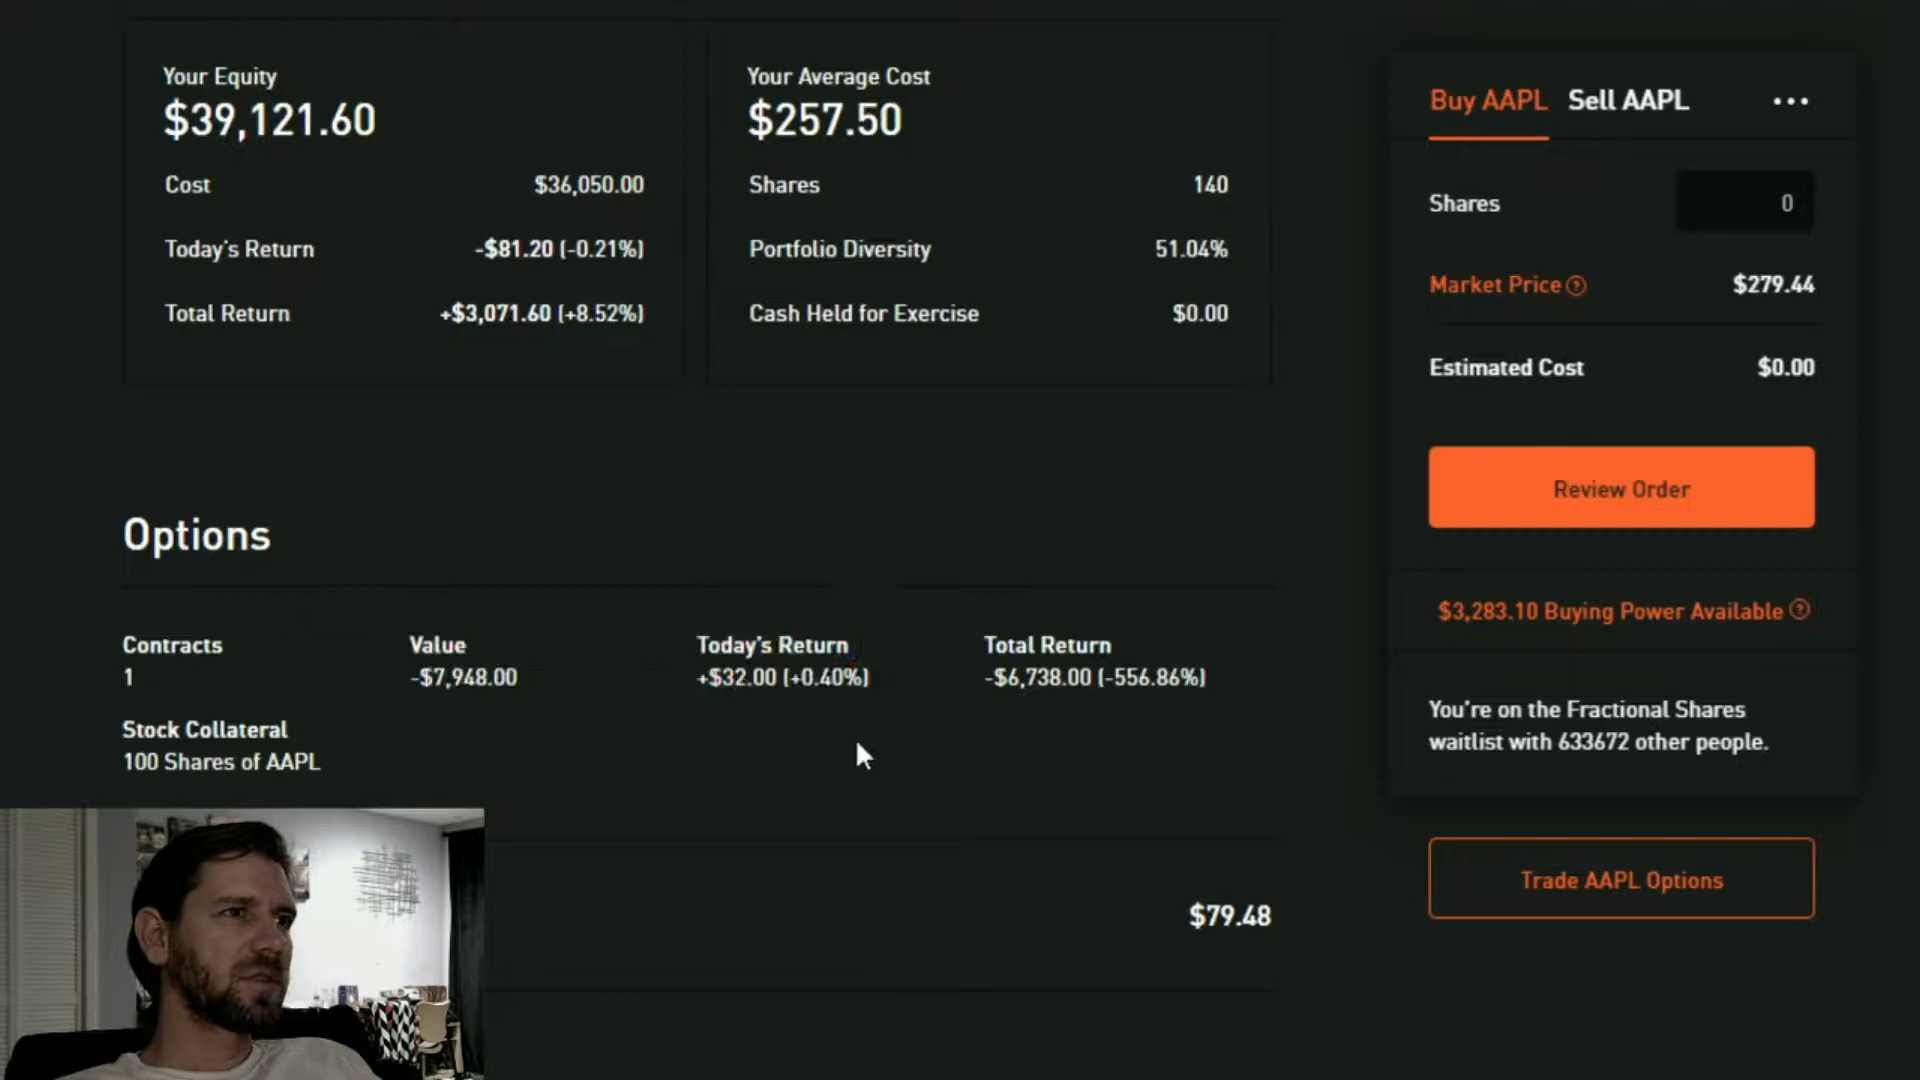 Your Equity
$39,121.60
Cost $36,050.00
Today's Return -$81.20 (-0.21%)
Total Return +$3,071.60 (+8.52%)
Your Average Cost
$257.50
Shares 140
Portfolio Diversity 51.04%
Cash Held for Exercise $0.00
Options
Contracts Value Today's Return Total Return
1 -$7,948.00 +$32.00 (+0.40%) -$6,738.00 (-556.86%)
Stock Collateral
100 Shares of AAPL
$79.48
Buy AAPL Sell AAPL
Shares 0
Market Price $279.44
Estimated Cost $0.00
Review Order
$3,283.10 Buying Power Available
You're on the Fractional Shares
waitlist with 633672 other people.
Trade AAPL Options